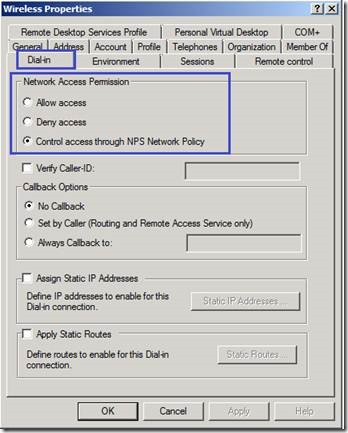 Wireless Properties
Remote Desktop Services Profile Personal Virtual Desktop COM+
General Address Account Profile Telephones Organization Member Of
Dial-in Environment Sessions Remote control
Network Access Permission
Allow access
Deny access
Control access through NPS Network Policy
Verify Caller-ID:
Callback Options
No Callback
Set by Caller (Routing and Remote Access Service only)
Always Callback to:
Assign Static IP Addresses
Define IP addresses to enable for this
Dial-in connection.
Static IP Addresses ...
Apply Static Routes
Define routes to enable for this Dial-in
connection.
Static Routes ...
OK Cancel Apply Help